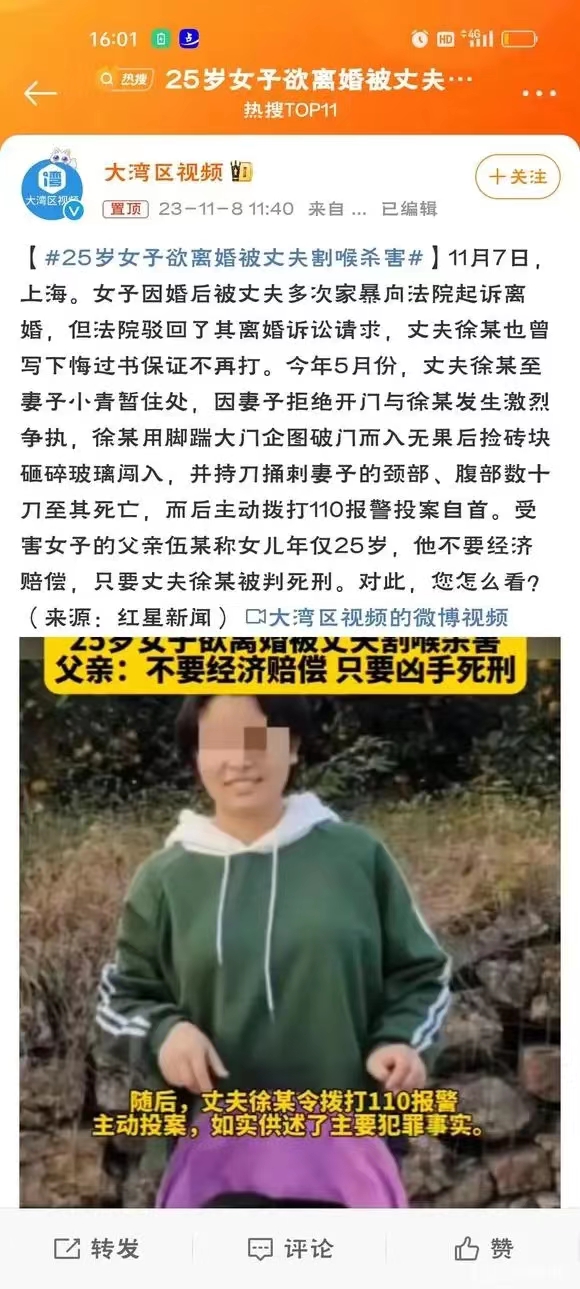 16:01
HD 4G
热搜 25岁女子欲离婚被丈夫…
热搜TOP11
湾
大湾区视频
大湾区视频
+关注
置顶 23-11-8 11:40 来自 ... 已编辑
【#25岁女子欲离婚被丈夫割喉杀害#】11月7日，
上海。女子因婚后被丈夫多次家暴向法院起诉离
婚，但法院驳回了其离婚诉讼请求，丈夫徐某也曾
写下悔过书保证不再打。今年5月份，丈夫徐某至
妻子小青暂住处，因妻子拒绝开门与徐某发生激烈
争执，徐某用脚踹大门企图破门而入无果后捡砖块
砸碎玻璃闯入，并持刀捅刺妻子的颈部、腹部数十
刀至其死亡，而后主动拨打110报警投案自首。受
害女子的父亲伍某称女儿年仅25岁，他不要经济
赔偿，只要丈夫徐某被判死刑。对此，您怎么看？
（来源：红星新闻）大湾区视频的微博视频
25岁女子欲离婚被丈夫割喉杀害
父亲：不要经济赔偿 只要凶手死刑
随后，丈夫徐某令拨打110报警
主动投案，如实供述了主要犯罪事实。
转发 评论 赞